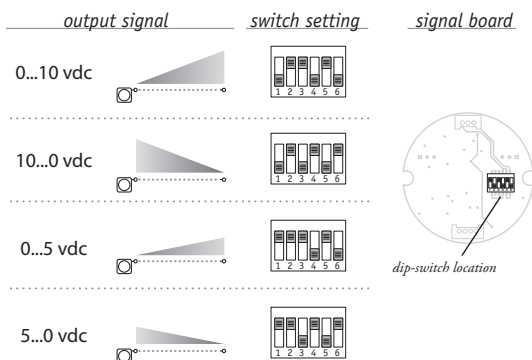 output signal
switch setting
signal board
0...10 vdc
1 2 3 4 5 6
10...0 vdc
1 2 3 4 5 6
0...5 vdc
1 2 3 4 5 6
dip-switch location
5...0 vdc
1 2 3 4 5 6